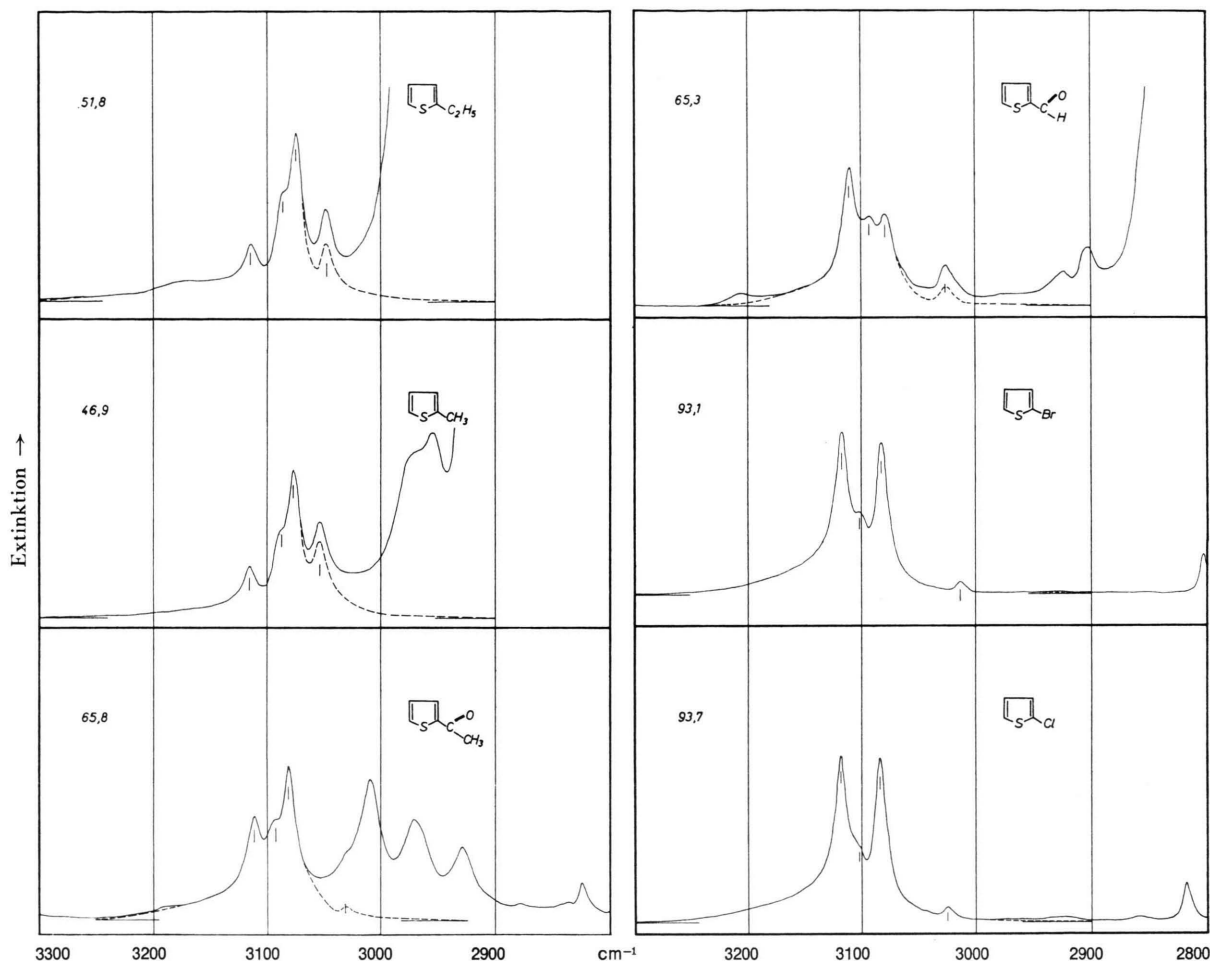 Extinktion →
51,8
S C₂H₅
46,9
S CH₃
65,8
S C O CH₃
3300 3200 3100 3000 2900 cm⁻¹
65,3
S C O H
93,1
S Br
93,7
S Cl
3200 3100 3000 2900 2800